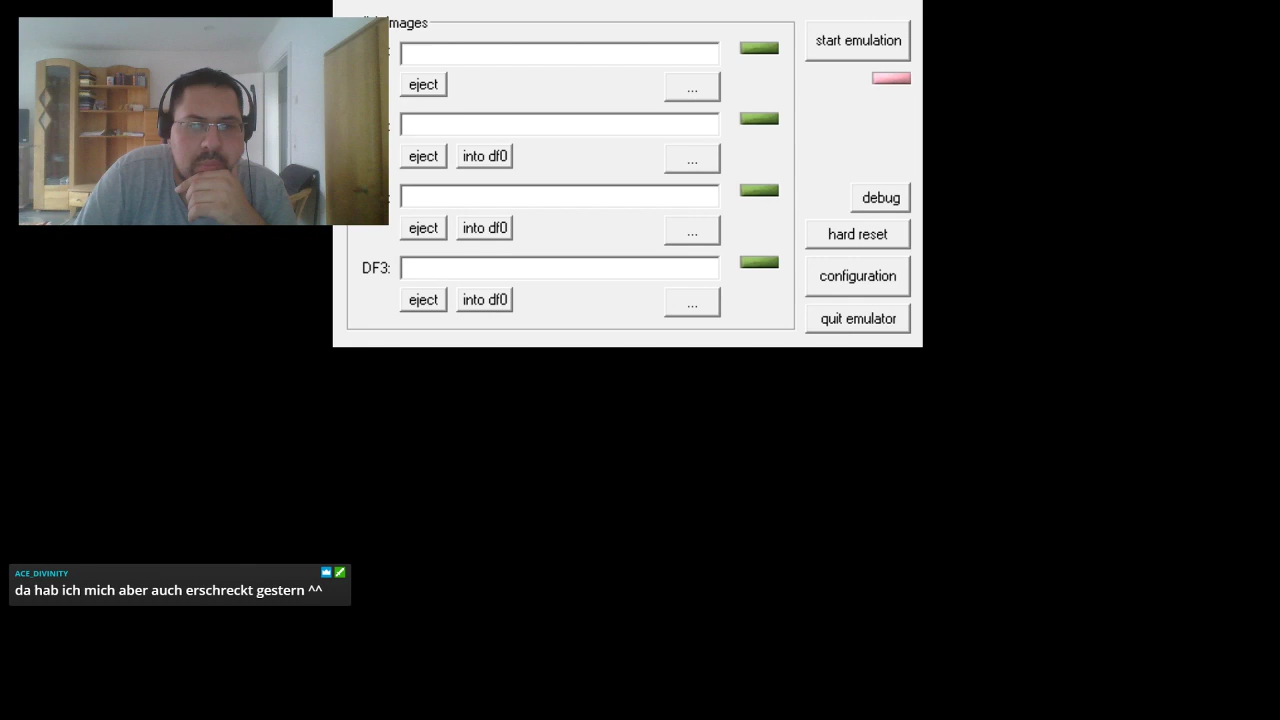 images
start emulation
eject
...
eject
into df0
...
debug
eject
into df0
...
hard reset
DF3:
configuration
eject
into df0
...
quit emulator
ACE_DIVINITY
da hab ich mich aber auch erschreckt gestern ^^